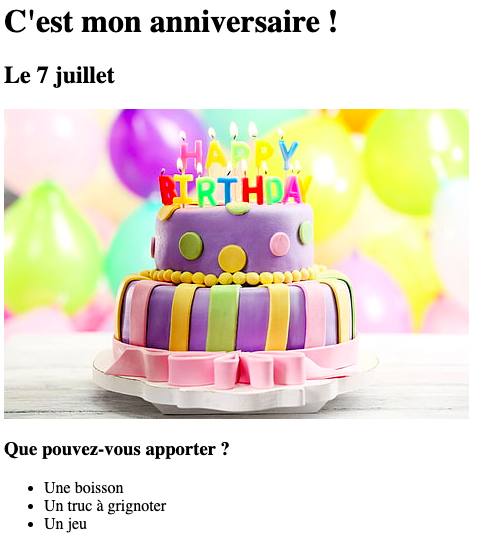 C'est mon anniversaire !
Le 7 juillet
HAPPY
BIRTHDAY
Que pouvez-vous apporter ?
Une boisson
Un truc à grignoter
Un jeu